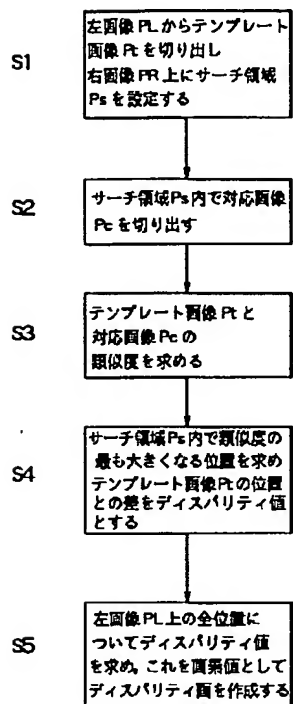 S1
左画像PLからテンプレート
画像Ptを切り出し
右画像PR上にサーチ領域
Psを設定する
S2
サーチ領域Ps内で対応画像
Pcを切り出す
S3
テンプレート画像Ptと
対応画像Pcの
類似度を求める
S4
サーチ領域Ps内で類似度の
最も大きくなる位置を求め
テンプレート画像Ptの位置
との差をディスパリティ値
とする
S5
左画像PL上の全位置に
ついてディスパリティ値
を求め。これを画素値として
ディスパリティ画を作成する